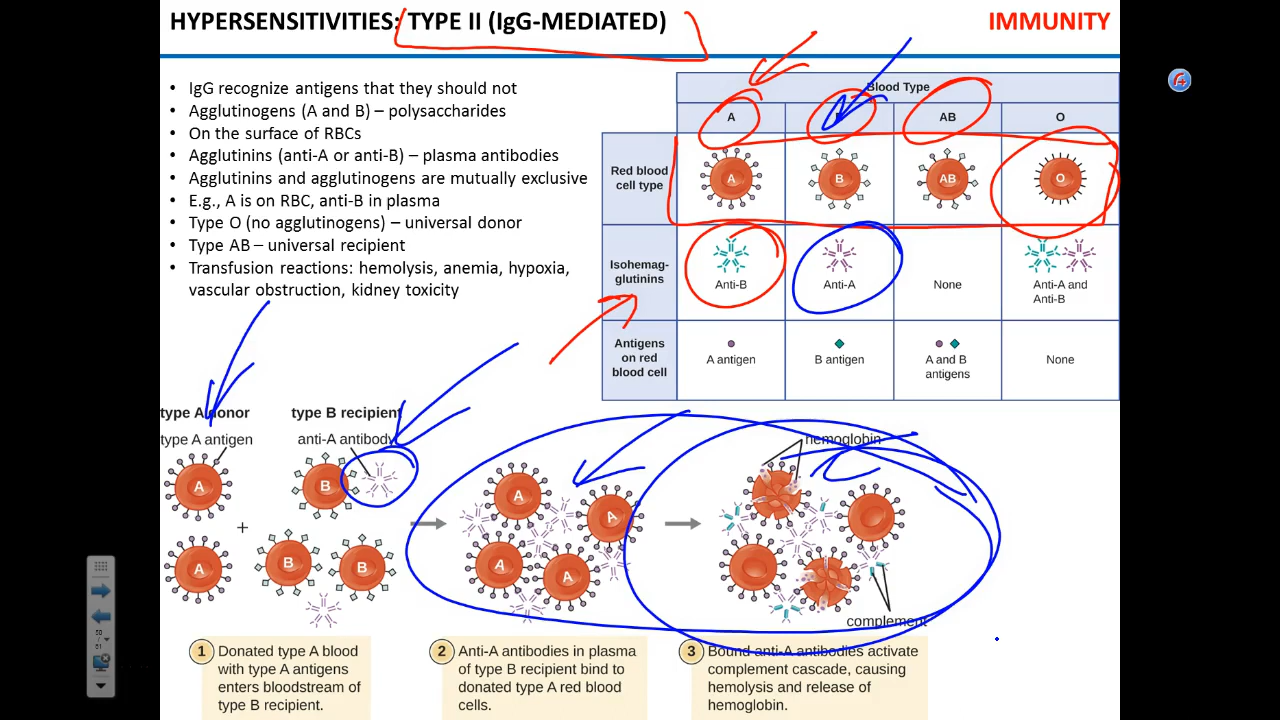 HYPERSENSITIVITIES: TYPE II (IgG-MEDIATED)
IMMUNITY
• IgG recognize antigens that they should not
• Agglutinogens (A and B) – polysaccharides
• On the surface of RBCs
• Agglutinins (anti-A or anti-B) – plasma antibodies
• Agglutinins and agglutinogens are mutually exclusive
• E.g., A is on RBC, anti-B in plasma
• Type O (no agglutinogens) – universal donor
• Type AB – universal recipient
• Transfusion reactions: hemolysis, anemia, hypoxia,
vascular obstruction, kidney toxicity
Blood Type
A AB O
Red blood
cell type
A B AB O
Isohemag-
glutinins
Anti-B Anti-A None Anti-A and
Anti-B
Antigens
on red
blood cell
A antigen B antigen A and B
antigens
None
type A donor type B recipient
type A antigen anti-A antibody
hemoglobin
A B A A
A B B A A
+
complement
1 Donated type A blood
with type A antigens
enters bloodstream of
type B recipient.
2 Anti-A antibodies in plasma
of type B recipient bind to
donated type A red blood
cells.
3 Bound anti-A antibodies activate
complement cascade, causing
hemolysis and release of
hemoglobin.